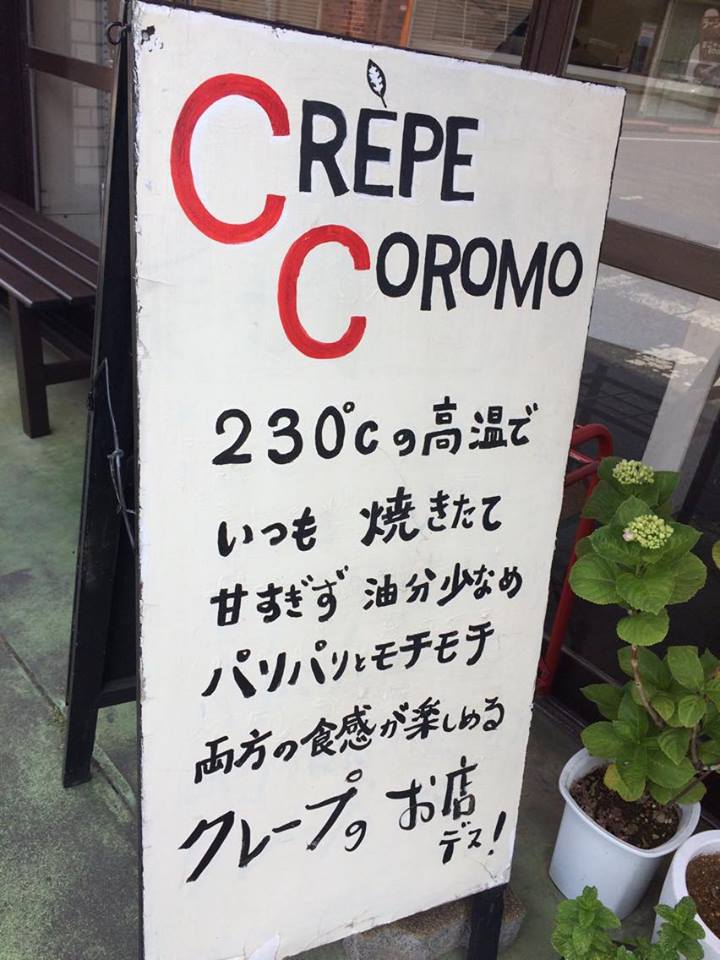 CRÈPE
COROMO
230℃の高温で
いつも 焼きたて
甘すぎず 油分少なめ
パリパリとモチモチ
両方の食感が楽しめる
クレープのお店
デス!